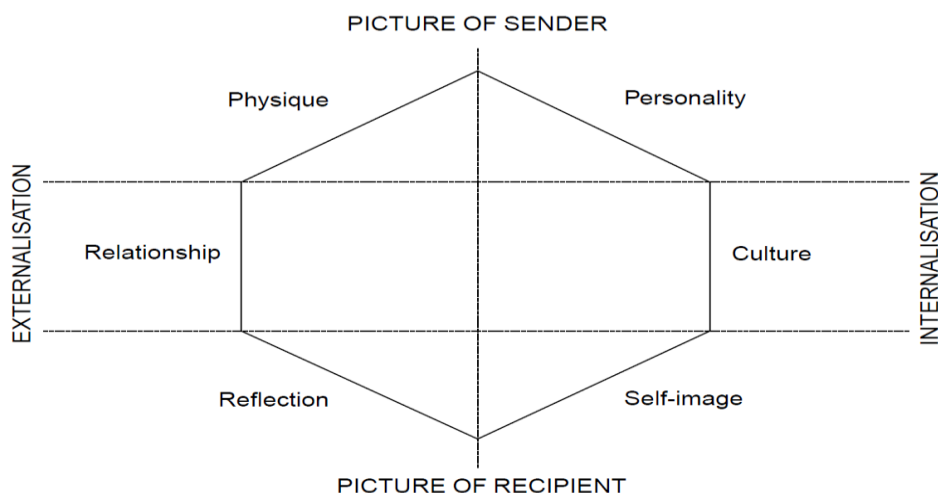 PICTURE OF SENDER
Physique
Personality
EXTERNALISATION
Relationship
Culture
INTERNALISATION
Reflection
Self-image
PICTURE OF RECIPIENT